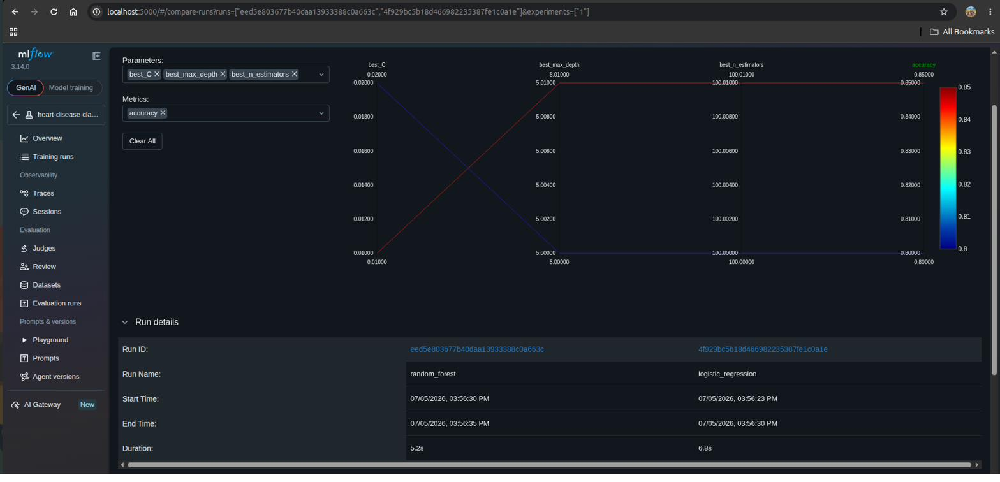 localhost:5000/#/compare-runs?runs=["eed5e803677b40daa13933388c0a663c","4f929bc5b18d466982235387fe1c0a1e"]&experiments=["1"]
All Bookmarks
mlflow
3.14.0
GenAI Model training
heart-disease-cla...
Overview
Training runs
Observability
Traces
Sessions
Evaluation
Judges
Review
Datasets
Evaluation runs
Prompts & versions
Playground
Prompts
Agent versions
AI Gateway New
Parameters:
best_C best_max_depth best_n_estimators
Metrics:
accuracy
Clear All
best_C best_max_depth best_n_estimators accuracy
0.02000 5.01000 100.01000 0.85000
0.02000 5.01000 100.01000 0.85000 0.85
0.01800 5.00800 100.00800 0.84000 0.84
0.01600 5.00600 100.00600 0.83000 0.83
0.01400 5.00400 100.00400 0.82000 0.82
0.01200 5.00200 100.00200 0.81000 0.81
0.01000 5.00000 100.00000 0.80000 0.8
0.01000 5.00000 100.00000 0.80000
Run details
Run ID: eed5e803677b40daa13933388c0a663c 4f929bc5b18d466982235387fe1c0a1e
Run Name: random_forest logistic_regression
Start Time: 07/05/2026, 03:56:30 PM 07/05/2026, 03:56:23 PM
End Time: 07/05/2026, 03:56:35 PM 07/05/2026, 03:56:30 PM
Duration: 5.2s 6.8s